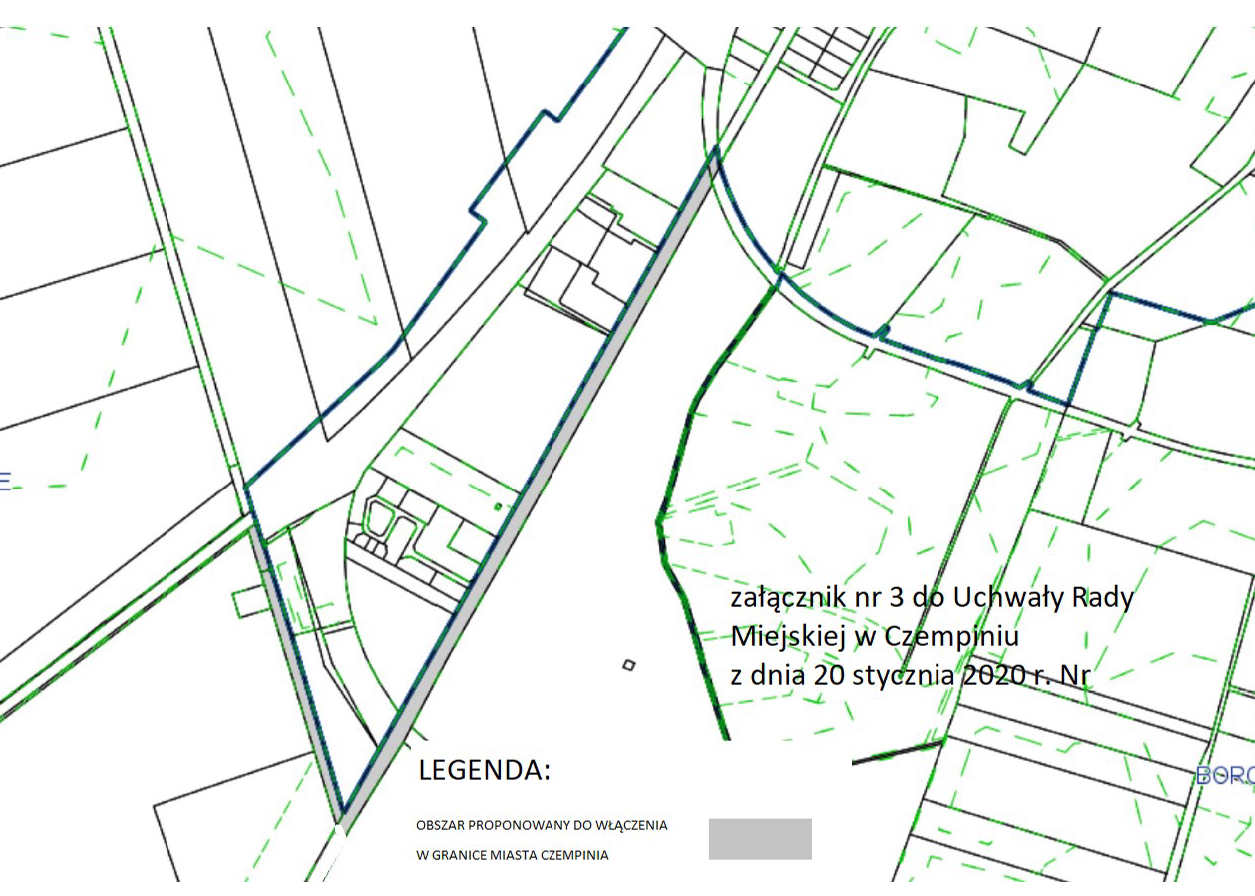 E
załącznik nr 3 do Uchwały Rady
Miejskiej w Czempiniu
z dnia 20 stycznia 2020 r. Nr
BORO
LEGENDA:
OBSZAR PROPONOWANY DO WŁĄCZENIA
W GRANICE MIASTA CZEMPINIA